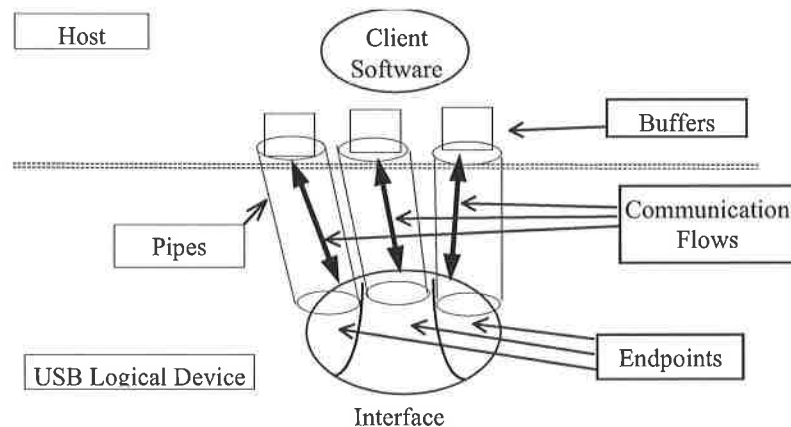 Host
Client
Software
Buffers
Communication
Flows
Pipes
Endpoints
USB Logical Device
Interface